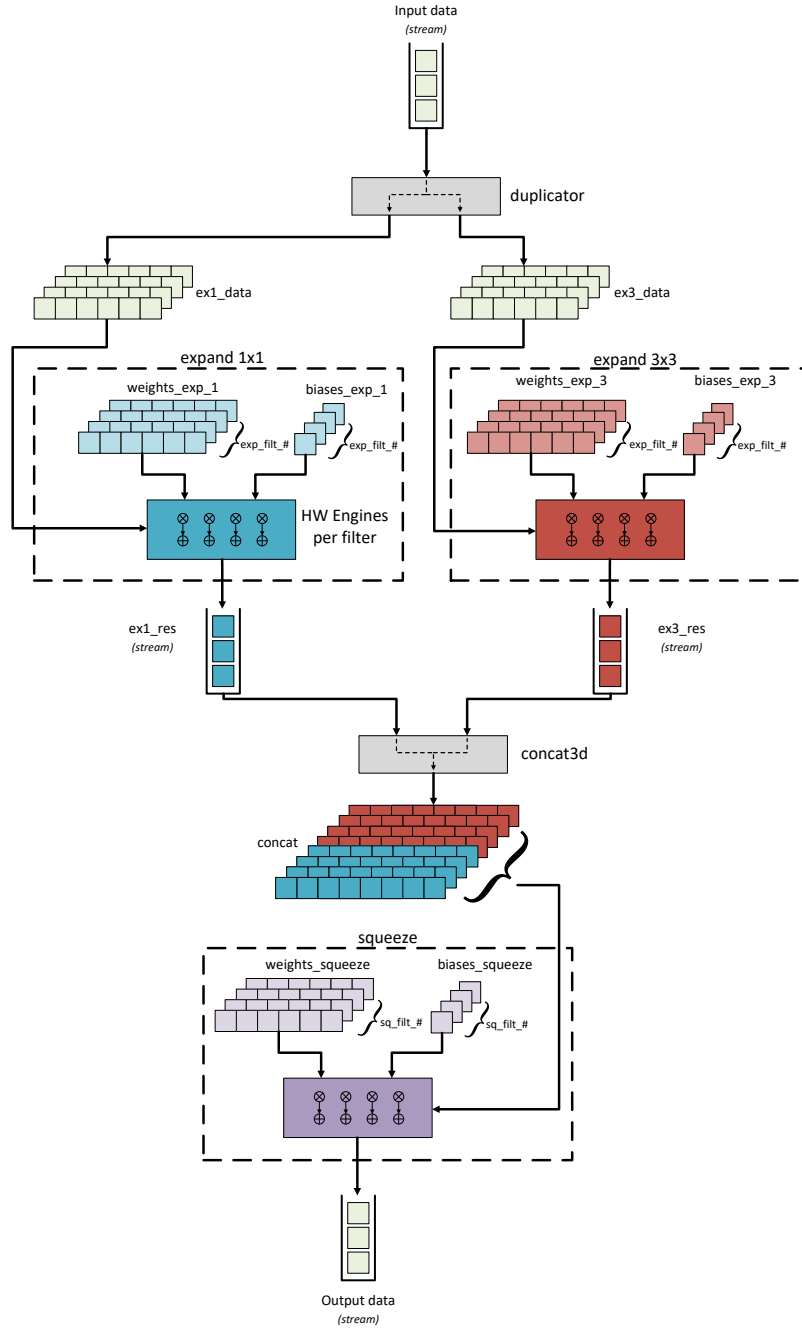 Input data
(stream)
duplicator
ex1_data
ex3_data
expand 1x1
expand 3x3
weights_exp_1
biases_exp_1
weights_exp_3
biases_exp_3
exp_filt_#
exp_filt_#
exp_filt_#
exp_filt_#
HW Engines
per filter
ex1_res
(stream)
ex3_res
(stream)
concat3d
concat
squeeze
weights_squeeze
biases_squeeze
sq_filt_#
sq_filt_#
Output data
(stream)